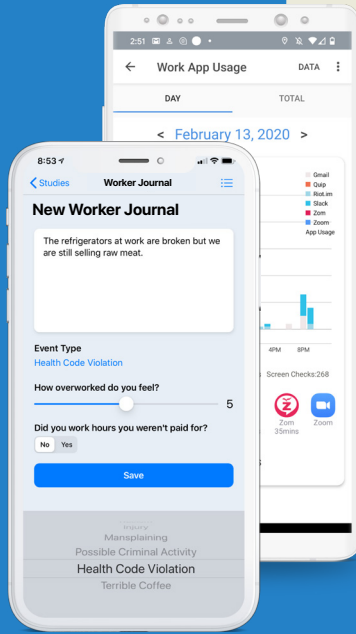 2:51
Work App Usage
DATA
DAY
TOTAL
< February 13, 2020 >
Gmail
Quip
Riot.im
Slack
Zom
Zoom
App Usage
4PM 8PM
Screen Checks:268
Zom
35mins
Zoom
8:53
Studies
Worker Journal
New Worker Journal
The refrigerators at work are broken but we
are still selling raw meat.
Event Type
Health Code Violation
How overworked do you feel?
5
Did you work hours you weren't paid for?
No Yes
Save
Injury
Mansplaining
Possible Criminal Activity
Health Code Violation
Terrible Coffee